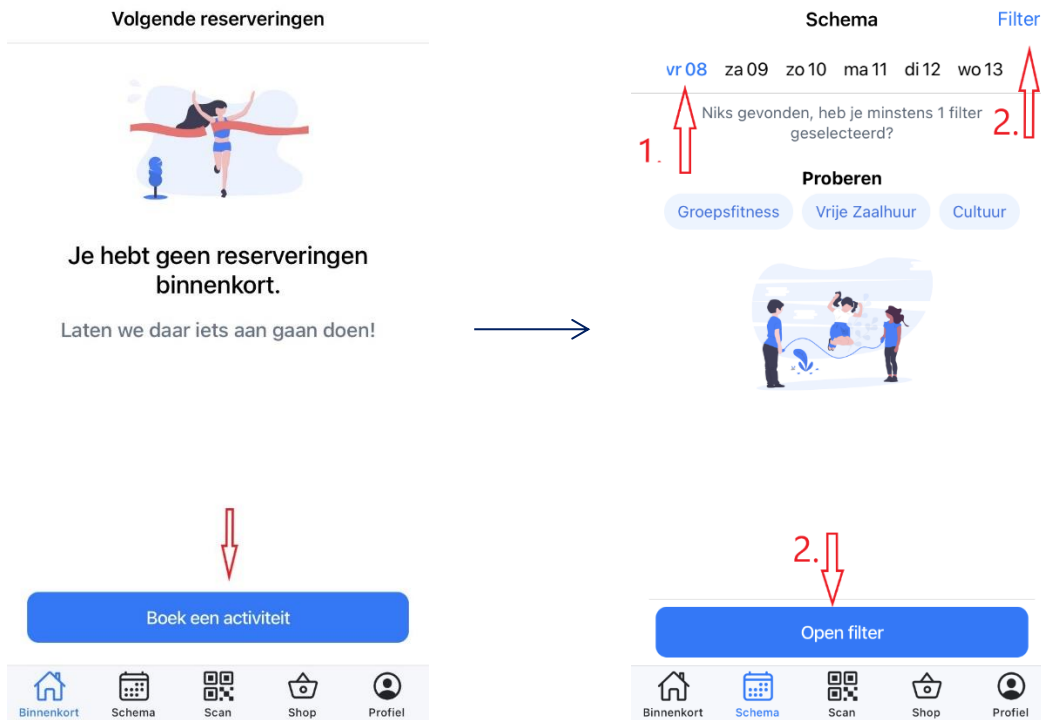 Volgende reserveringen
Je hebt geen reserveringen
binnenkort.
Laten we daar iets aan gaan doen!
Boek een activiteit
Binnenkort Schema Scan Shop Profiel
Schema Filter
vr 08 za 09 zo 10 ma 11 di 12 wo 13
Niks gevonden, heb je minstens 1 filter
geselecteerd?
1.
2.
Proberen
Groepsfitness Vrije Zaalhuur Cultuur
2.
Open filter
Binnenkort Schema Scan Shop Profiel